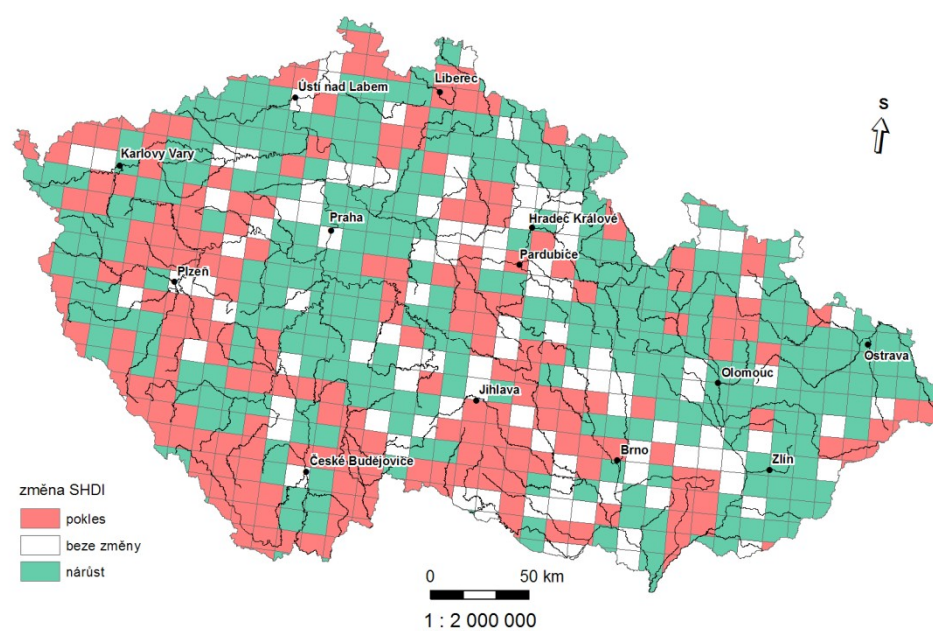 Liberec
Ústí nad Labem
S
Karlovy Vary
Praha
Hradec Králové
Pardubice
Plzeň
Ostrava
Olomouc
Jihlava
Brno
Zlín
České Budějovice
změna SHDI
pokles
beze změny
nárůst
0 50 km
1 : 2 000 000